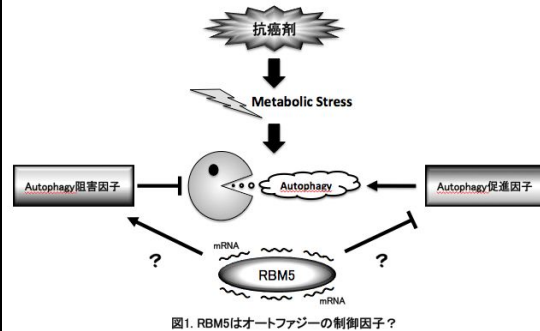 抗癌剤
Metabolic Stress
Autophagy阻害因子
Autophagy
Autophagy促進因子
?
mRNA
RBM5
mRNA
?
図1. RBM5はオートファジーの制御因子?